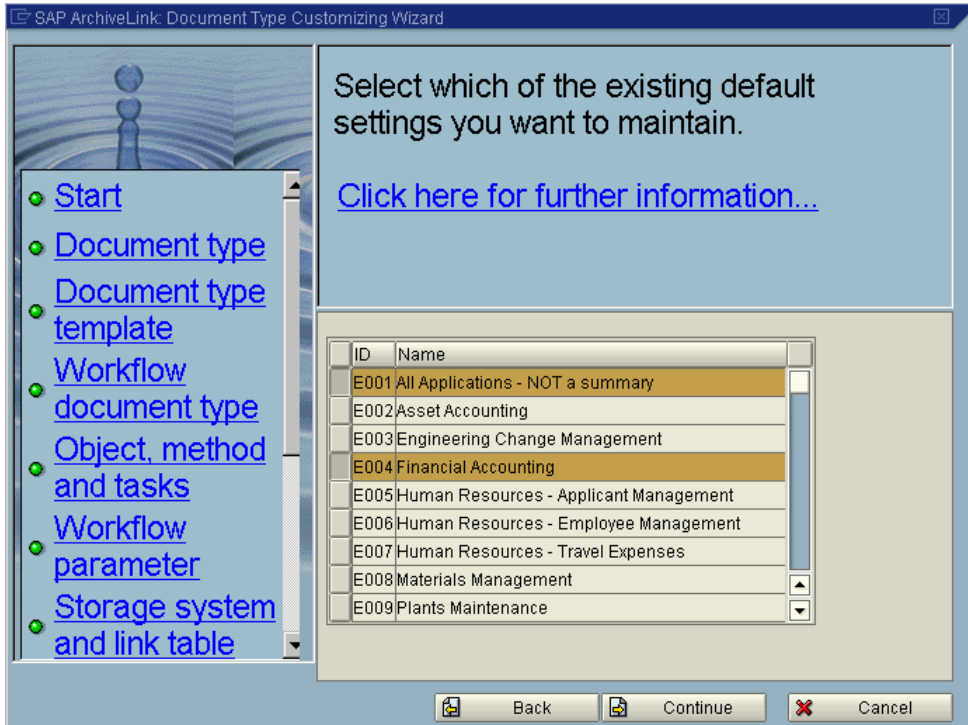 SAP ArchiveLink: Document Type Customizing Wizard
Start
Document type
Document type
template
Workflow
document type
Object, method
and tasks
Workflow
parameter
Storage system
and link table
Select which of the existing default
settings you want to maintain.
Click here for further information...
ID Name
E001 All Applications - NOT a summary
E002 Asset Accounting
E003 Engineering Change Management
E004 Financial Accounting
E005 Human Resources - Applicant Management
E006 Human Resources - Employee Management
E007 Human Resources - Travel Expenses
E008 Materials Management
E009 Plants Maintenance
Back Continue Cancel